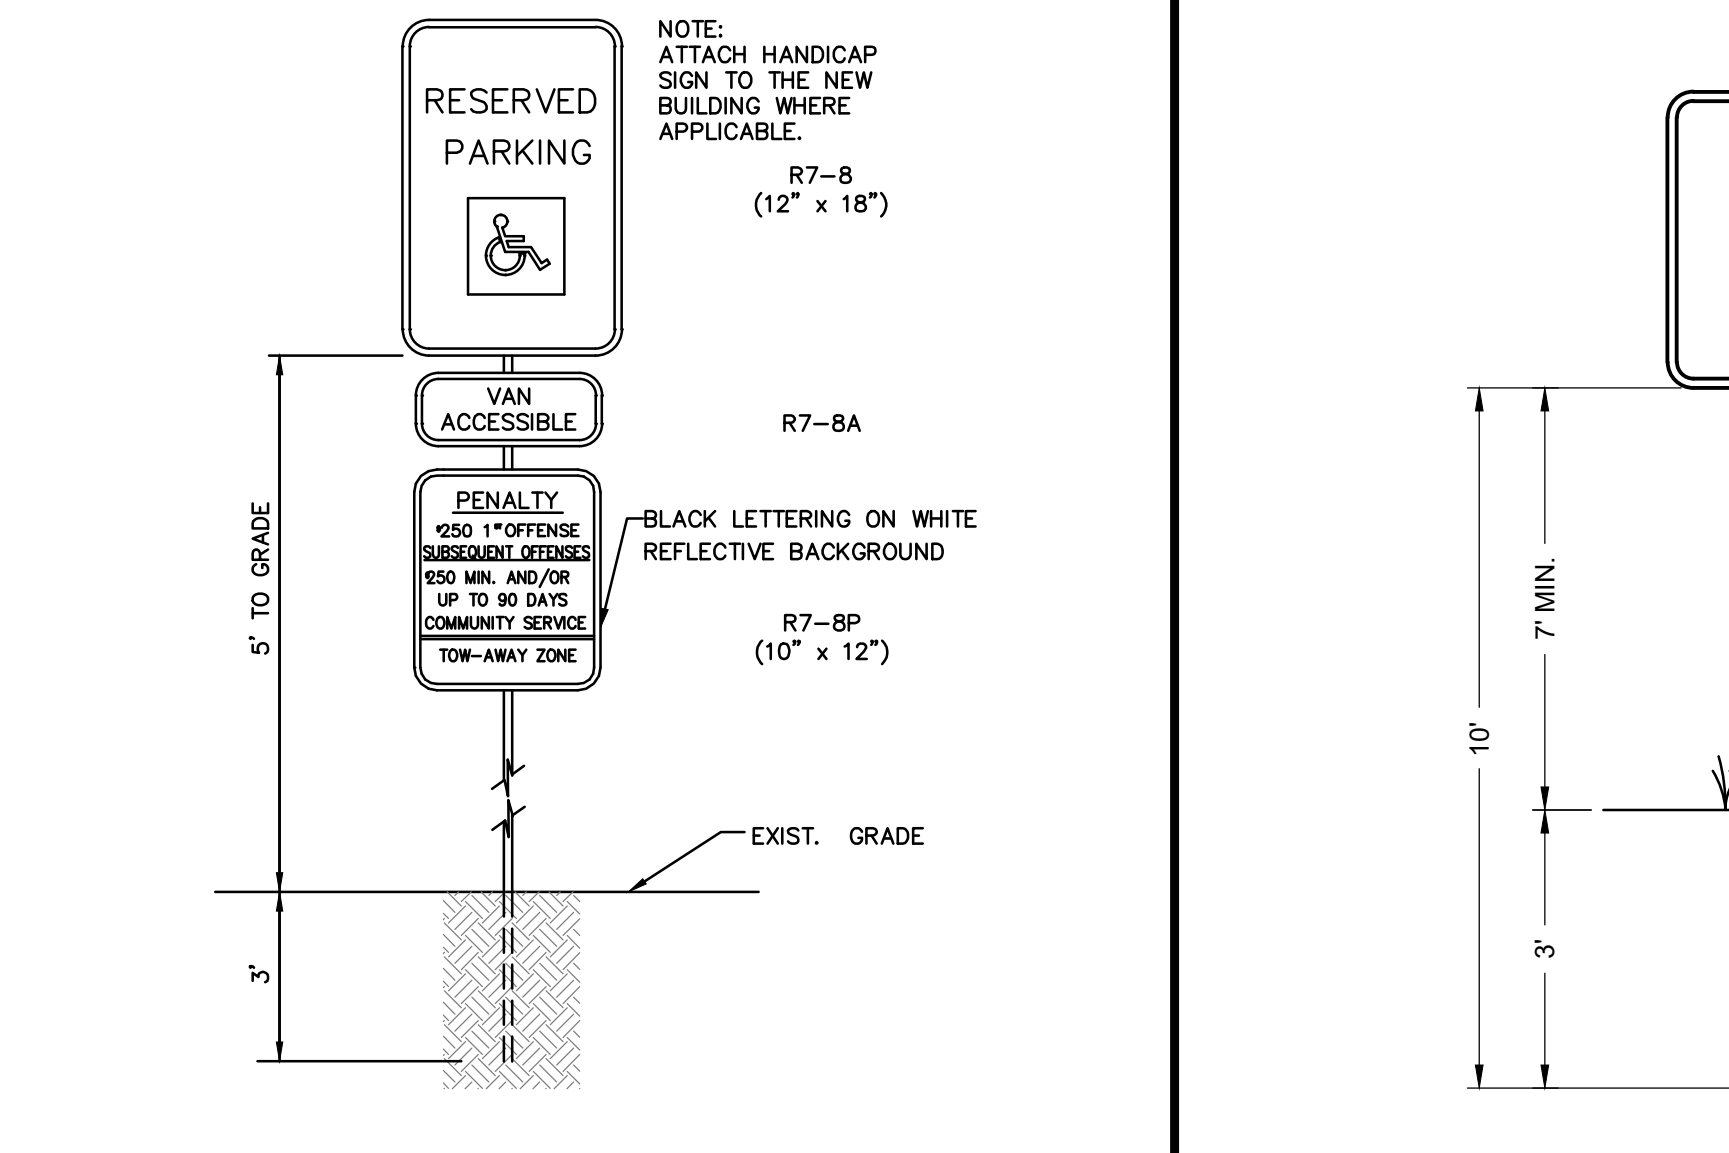 RESERVED
PARKING
NOTE:
ATTACH HANDICAP
SIGN TO THE NEW
BUILDING WHERE
APPLICABLE.
R7-8
(12" x 18")
VAN
ACCESSIBLE
R7-8A
PENALTY
$250 1ST OFFENSE
SUBSEQUENT OFFENSES
$250 MIN. AND/OR
UP TO 90 DAYS
COMMUNITY SERVICE
TOW-AWAY ZONE
BLACK LETTERING ON WHITE
REFLECTIVE BACKGROUND
R7-8P
(10" x 12")
5' TO GRADE
EXIST. GRADE
3'
10'
7' MIN.
3'